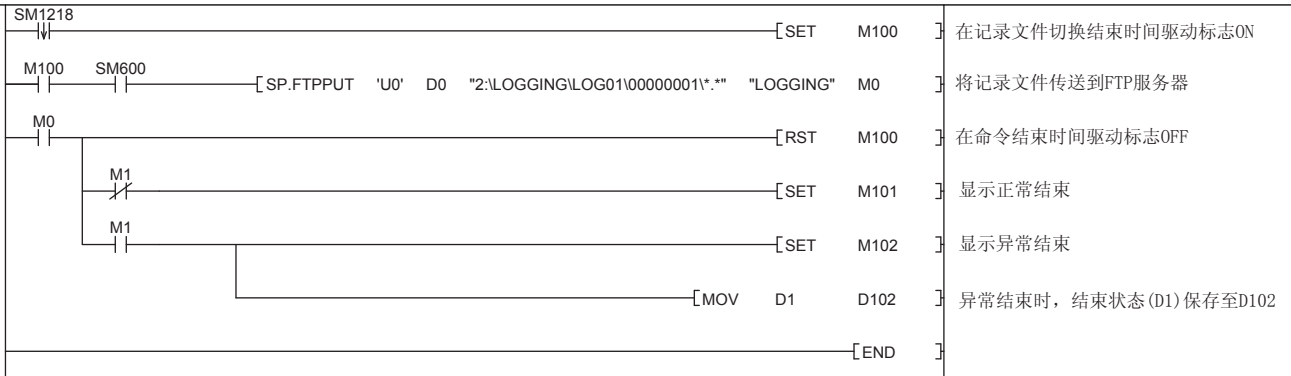 SM1218
SET M100 在记录文件切换结束时间驱动标志ON
M100 SM600
SP.FTPPUT 'U0' D0 "2:\LOGGING\LOG01\00000001\*.*" "LOGGING" M0 将记录文件传送到FTP服务器
M0
RST M100 在命令结束时间驱动标志OFF
M1
SET M101 显示正常结束
M1
SET M102 显示异常结束
MOV D1 D102 异常结束时，结束状态(D1)保存至D102
END